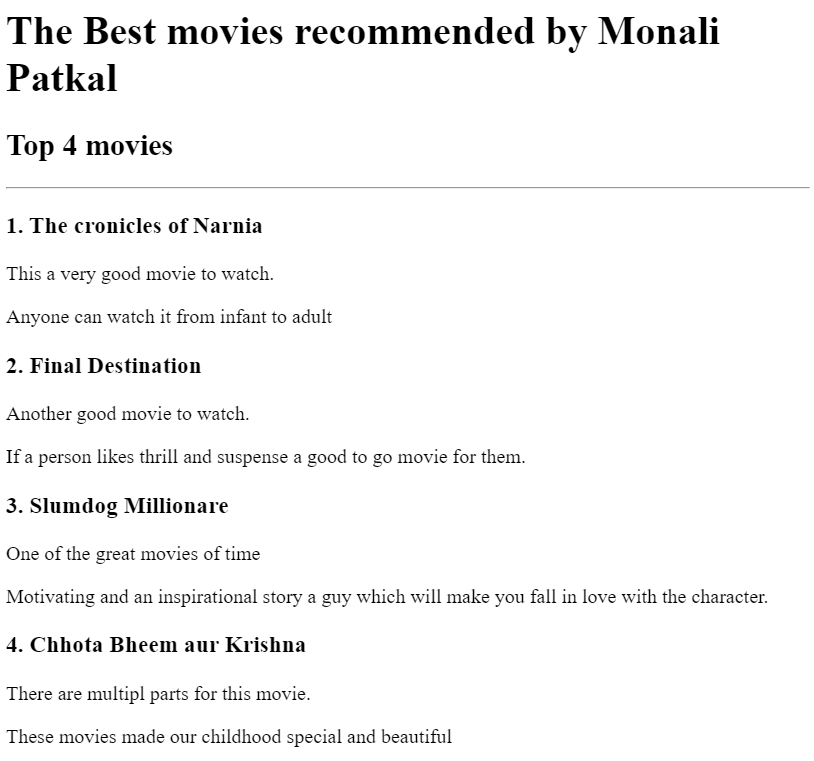 The Best movies recommended by Monali
Patkal
Top 4 movies
1. The cronicles of Narnia
This a very good movie to watch.
Anyone can watch it from infant to adult
2. Final Destination
Another good movie to watch.
If a person likes thrill and suspense a good to go movie for them.
3. Slumdog Millionare
One of the great movies of time
Motivating and an inspirational story a guy which will make you fall in love with the character.
4. Chhota Bheem aur Krishna
There are multipl parts for this movie.
These movies made our childhood special and beautiful